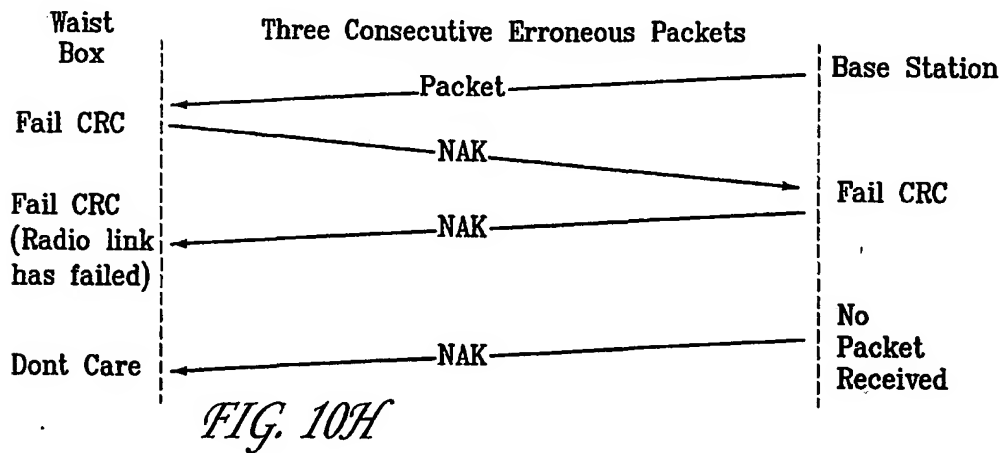 Waist
Box
Three Consecutive Erroneous Packets
Base Station
Packet
Fail CRC
NAK
Fail CRC
Fail CRC
(Radio link
has failed)
NAK
No
Packet
Received
NAK
Dont Care
FIG. 10H